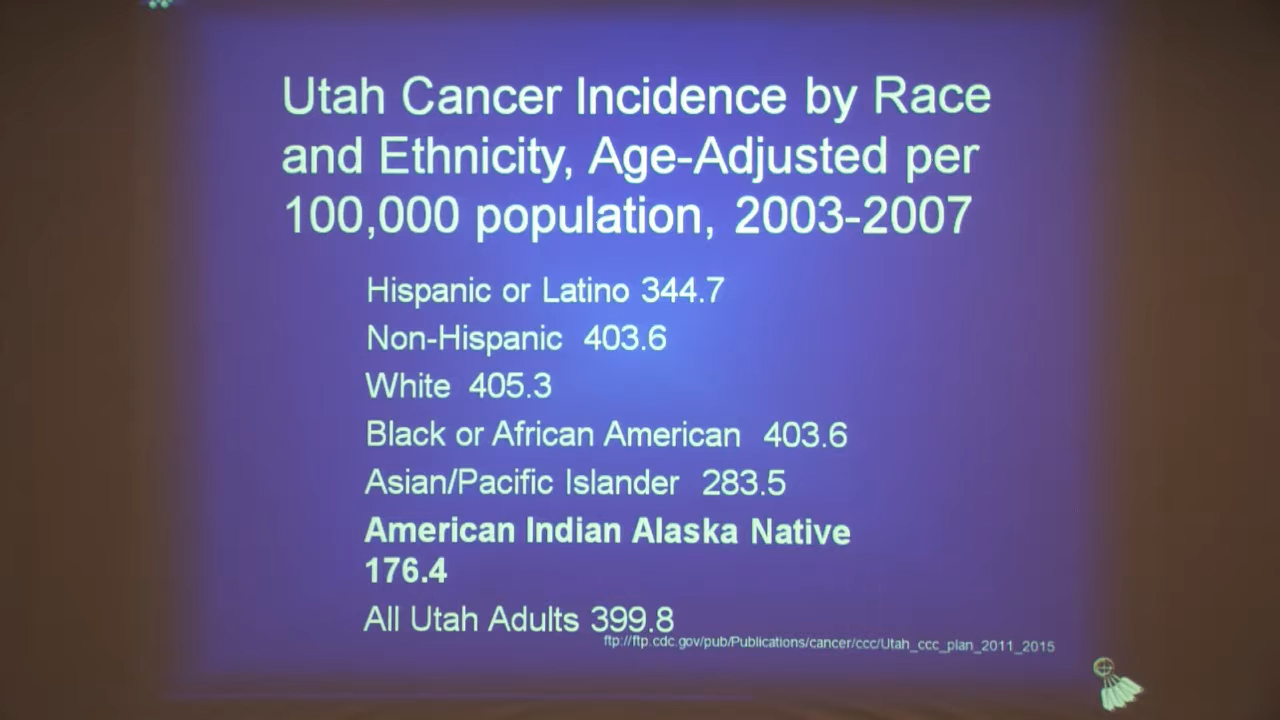 Utah Cancer Incidence by Race
and Ethnicity, Age-Adjusted per
100,000 population, 2003-2007
Hispanic or Latino 344.7
Non-Hispanic 403.6
White 405.3
Black or African American 403.6
Asian/Pacific Islander 283.5
American Indian Alaska Native
176.4
All Utah Adults 399.8
ftp://ftp.cdc.gov/pub/Publications/cancer/ccc/Utah_ccc_plan_2011_2015